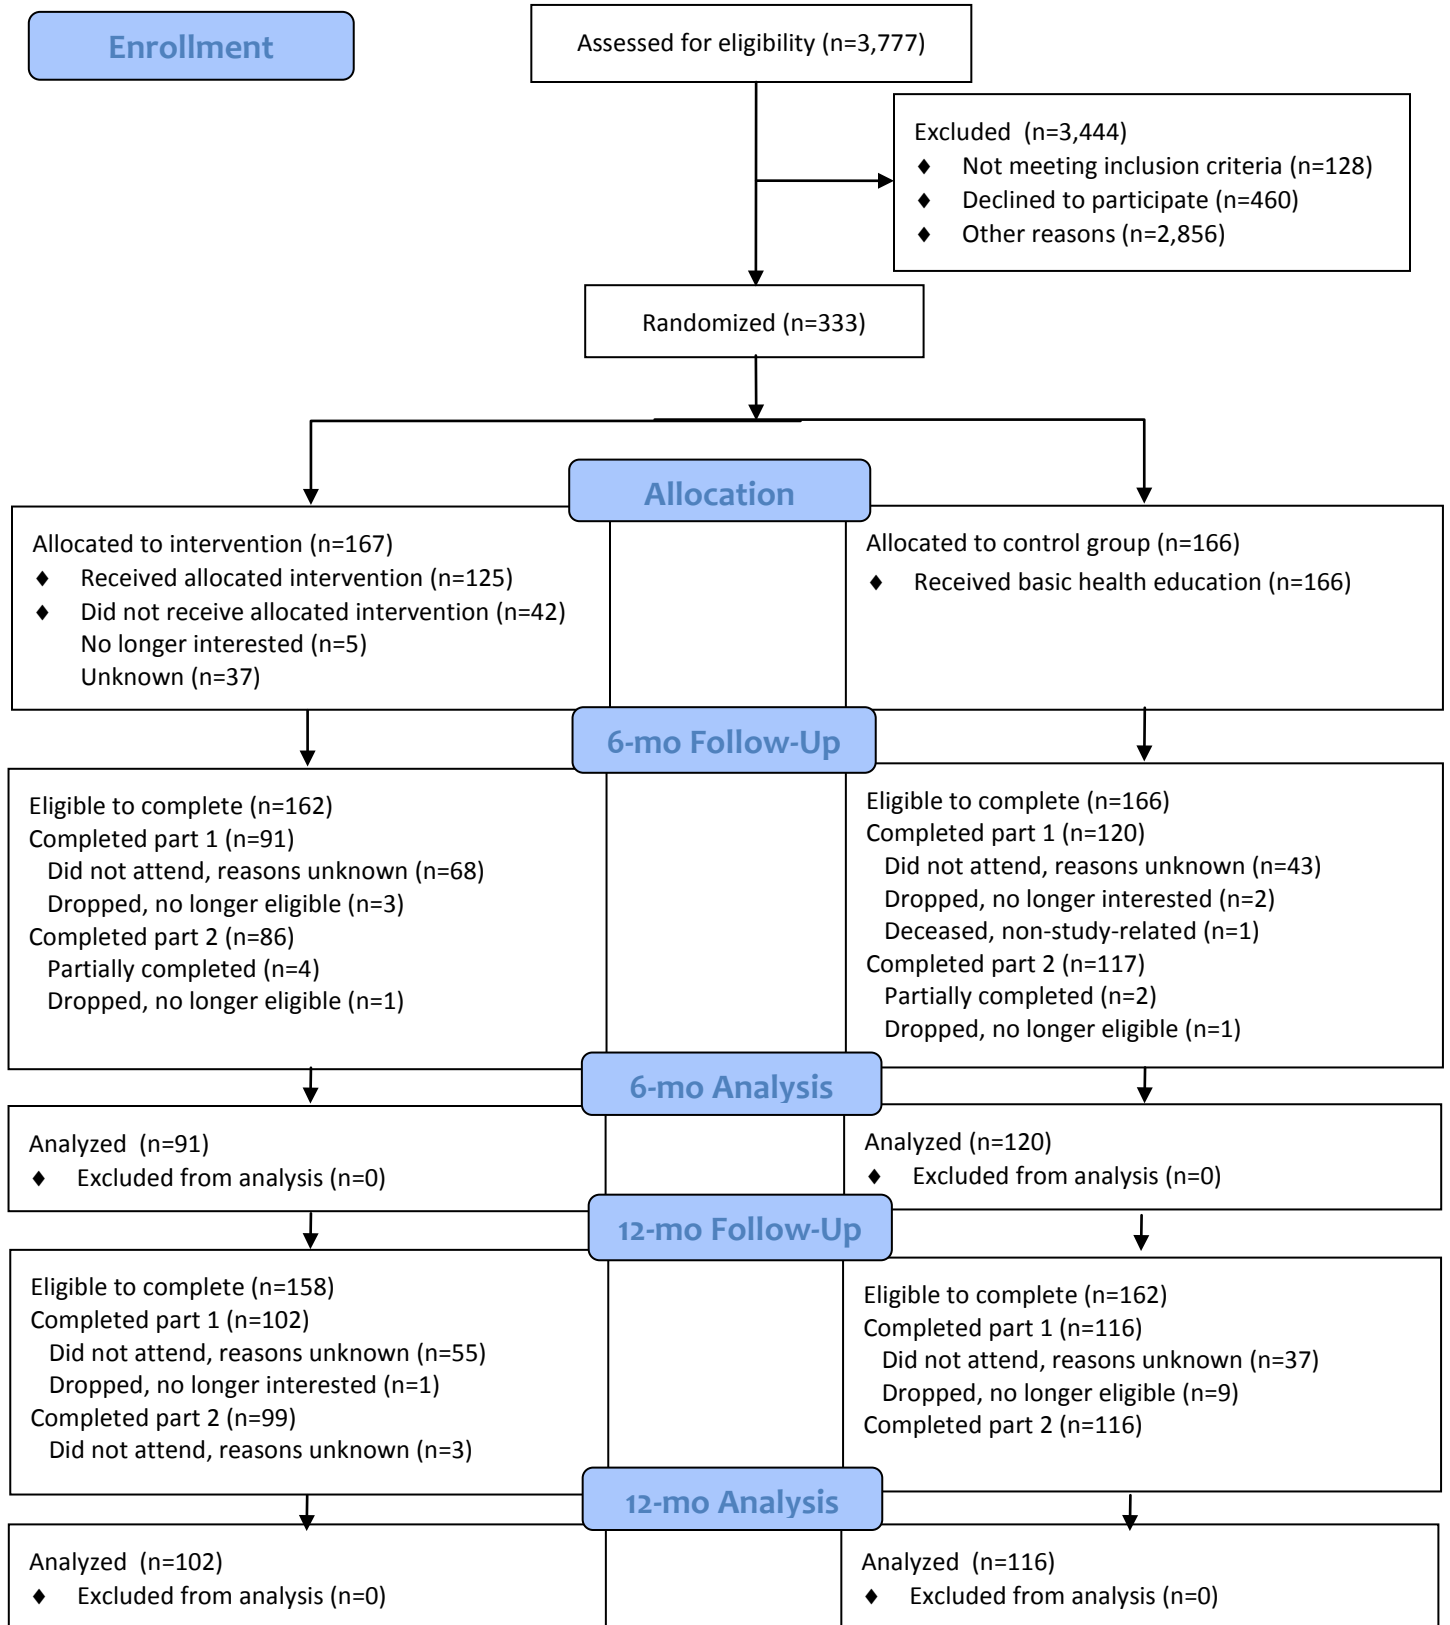 Enrollment
Assessed for eligibility (n=3,777)
Excluded (n=3,444)
♦ Not meeting inclusion criteria (n=128)
♦ Declined to participate (n=460)
♦ Other reasons (n=2,856)
Randomized (n=333)
Allocation
Allocated to intervention (n=167)
♦ Received allocated intervention (n=125)
♦ Did not receive allocated intervention (n=42)
No longer interested (n=5)
Unknown (n=37)
Allocated to control group (n=166)
♦ Received basic health education (n=166)
6-mo Follow-Up
Eligible to complete (n=162)
Completed part 1 (n=91)
Did not attend, reasons unknown (n=68)
Dropped, no longer eligible (n=3)
Completed part 2 (n=86)
Partially completed (n=4)
Dropped, no longer eligible (n=1)
Eligible to complete (n=166)
Completed part 1 (n=120)
Did not attend, reasons unknown (n=43)
Dropped, no longer interested (n=2)
Deceased, non-study-related (n=1)
Completed part 2 (n=117)
Partially completed (n=2)
Dropped, no longer eligible (n=1)
6-mo Analysis
Analyzed (n=91)
♦ Excluded from analysis (n=0)
Analyzed (n=120)
♦ Excluded from analysis (n=0)
12-mo Follow-Up
Eligible to complete (n=158)
Completed part 1 (n=102)
Did not attend, reasons unknown (n=55)
Dropped, no longer interested (n=1)
Completed part 2 (n=99)
Did not attend, reasons unknown (n=3)
Eligible to complete (n=162)
Completed part 1 (n=116)
Did not attend, reasons unknown (n=37)
Dropped, no longer eligible (n=9)
Completed part 2 (n=116)
12-mo Analysis
Analyzed (n=102)
♦ Excluded from analysis (n=0)
Analyzed (n=116)
♦ Excluded from analysis (n=0)